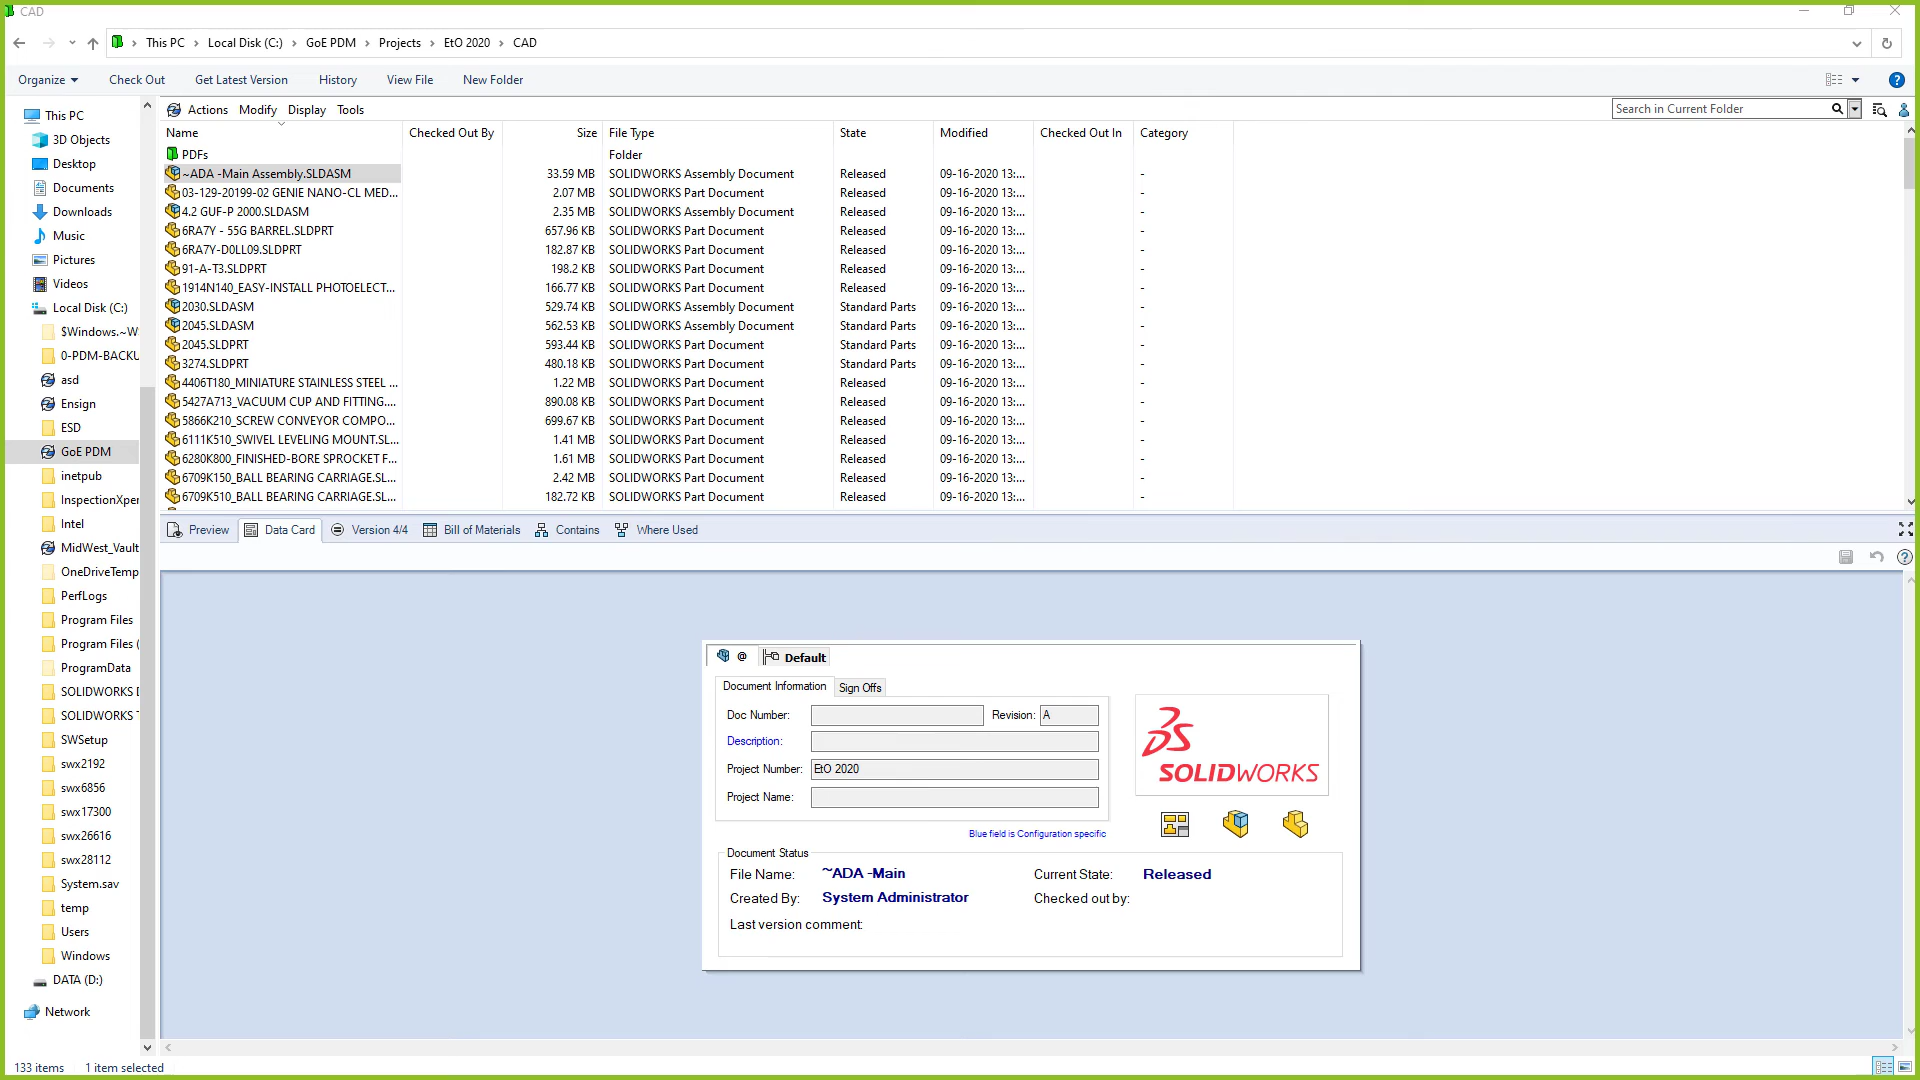 CAD
This PC > Local Disk (C:) > GoE PDM > Projects > EtO 2020 > CAD
Organize Check Out Get Latest Version History View File New Folder
Actions Modify Display Tools
Search in Current Folder
Name Checked Out By Size File Type State Modified Checked Out In Category
PDFs Folder
~ADA -Main Assembly.SLDASM 33.59 MB SOLIDWORKS Assembly Document Released 09-16-2020 13:... -
03-129-20199-02 GENIE NANO-CL MED... 2.07 MB SOLIDWORKS Part Document Released 09-16-2020 13:... -
4.2 GUF-P 2000.SLDASM 2.35 MB SOLIDWORKS Assembly Document Released 09-16-2020 13:... -
6RA7Y - 55G BARREL.SLDPRT 657.96 KB SOLIDWORKS Part Document Released 09-16-2020 13:... -
6RA7Y-D0LL09.SLDPRT 182.87 KB SOLIDWORKS Part Document Released 09-16-2020 13:... -
91-A-T3.SLDPRT 198.2 KB SOLIDWORKS Part Document Released 09-16-2020 13:... -
1914N140_EASY-INSTALL PHOTOELECT... 166.77 KB SOLIDWORKS Part Document Released 09-16-2020 13:... -
2030.SLDASM 529.74 KB SOLIDWORKS Assembly Document Standard Parts 09-16-2020 13:... -
2045.SLDASM 562.53 KB SOLIDWORKS Assembly Document Standard Parts 09-16-2020 13:... -
2045.SLDPRT 593.44 KB SOLIDWORKS Part Document Standard Parts 09-16-2020 13:... -
3274.SLDPRT 480.18 KB SOLIDWORKS Part Document Standard Parts 09-16-2020 13:... -
4406T180_MINIATURE STAINLESS STEEL ... 1.22 MB SOLIDWORKS Part Document Released 09-16-2020 13:... -
5427A713_VACUUM CUP AND FITTING.... 890.08 KB SOLIDWORKS Part Document Released 09-16-2020 13:... -
5866K210_SCREW CONVEYOR COMPO... 699.67 KB SOLIDWORKS Part Document Released 09-16-2020 13:... -
6111K510_SWIVEL LEVELING MOUNT.SL... 1.41 MB SOLIDWORKS Part Document Released 09-16-2020 13:... -
6280K800_FINISHED-BORE SPROCKET F... 1.61 MB SOLIDWORKS Part Document Released 09-16-2020 13:... -
6709K150_BALL BEARING CARRIAGE.SL... 2.42 MB SOLIDWORKS Part Document Released 09-16-2020 13:... -
6709K510_BALL BEARING CARRIAGE.SL... 182.72 KB SOLIDWORKS Part Document Released 09-16-2020 13:... -
This PC
3D Objects
Desktop
Documents
Downloads
Music
Pictures
Videos
Local Disk (C:)
$Windows.~W
0-PDM-BACKU
asd
Ensign
ESD
GoE PDM
inetpub
InspectionXper
Intel
MidWest_Vault
OneDriveTemp
PerfLogs
Program Files
Program Files (
ProgramData
SOLIDWORKS D
SOLIDWORKS T
SWSetup
swx2192
swx6856
swx17300
swx26616
swx28112
System.sav
temp
Users
Windows
DATA (D:)
Network
Preview Data Card Version 4/4 Bill of Materials Contains Where Used
@ Default
Document Information Sign Offs
Doc Number: Revision: A
Description:
Project Number: EtO 2020
Project Name:
Blue field is Configuration specific
SOLIDWORKS
Document Status
File Name: ~ADA -Main Current State: Released
Created By: System Administrator Checked out by:
Last version comment:
133 items 1 item selected